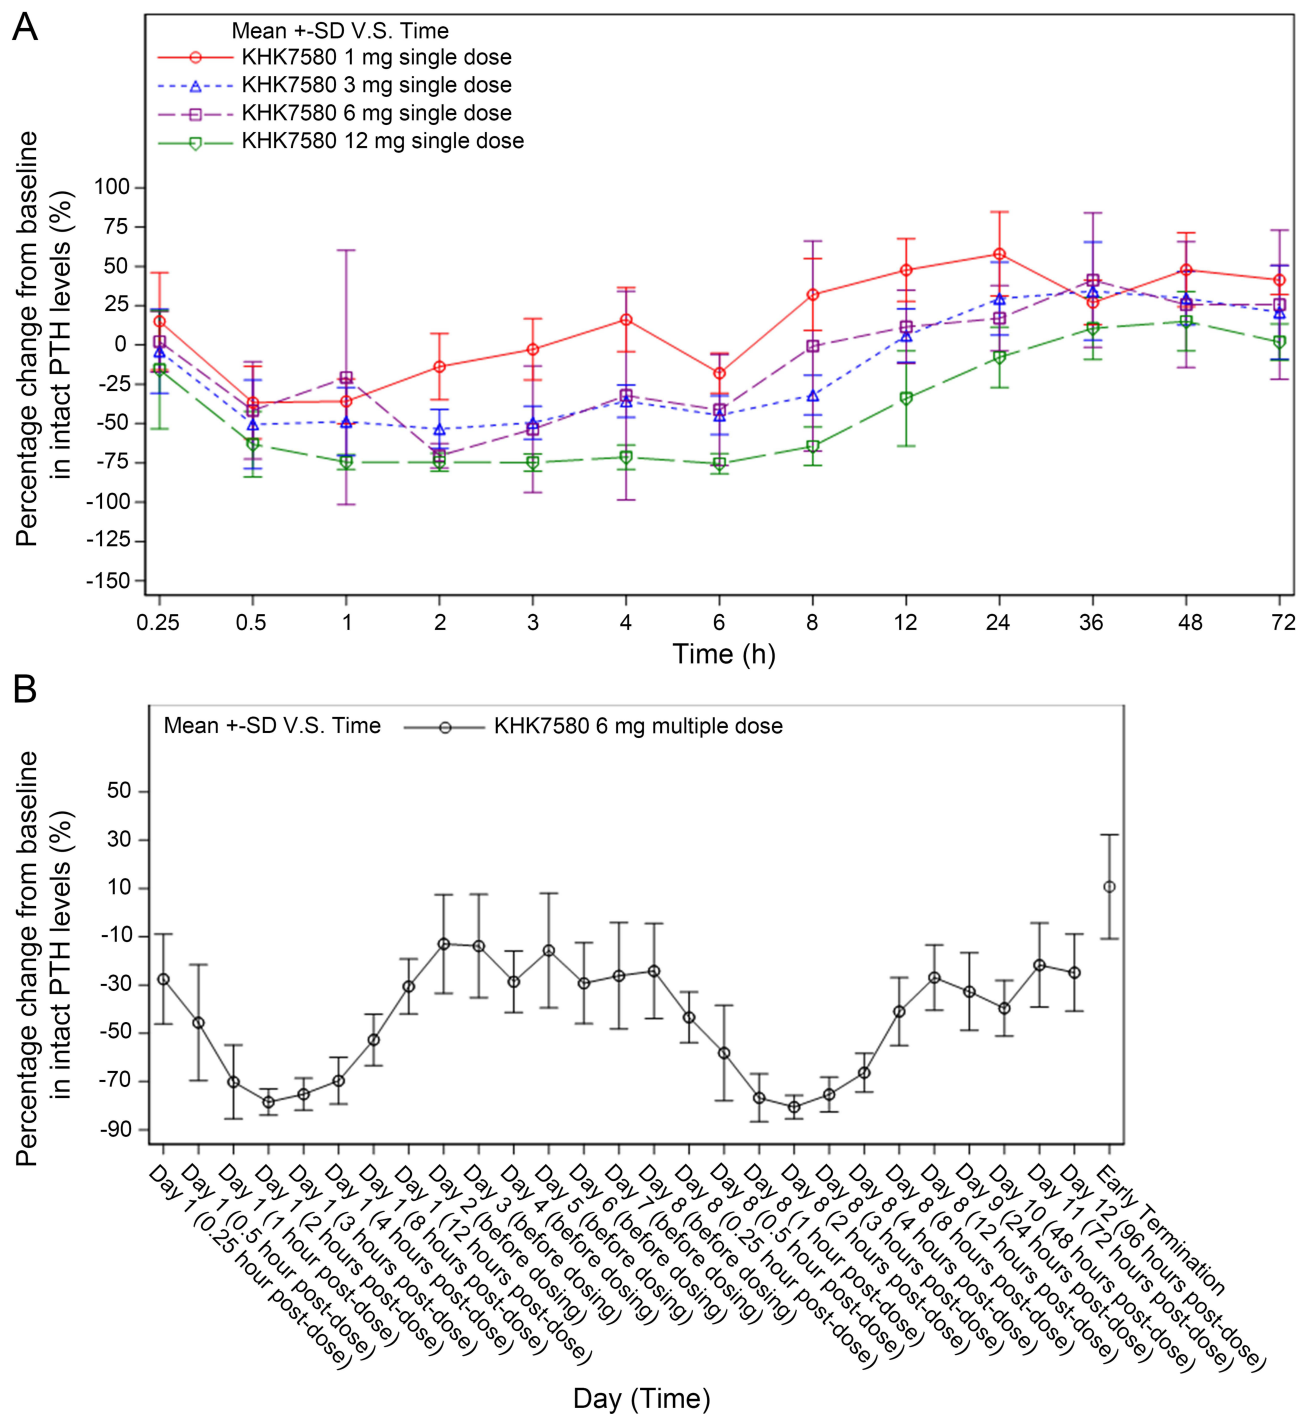 A
Mean +-SD V.S. Time
KHK7580 1 mg single dose
KHK7580 3 mg single dose
KHK7580 6 mg single dose
KHK7580 12 mg single dose
Percentage change from baseline
in intact PTH levels (%)
100
75
50
25
0
-25
-50
-75
-100
-125
-150
0.25 0.5 1 2 3 4 6 8 12 24 36 48 72
Time (h)
B
Mean +-SD V.S. Time KHK7580 6 mg multiple dose
Percentage change from baseline
in intact PTH levels (%)
50
30
10
-10
-30
-50
-70
-90
Day 1 (0.25 hour post-dose)
Day 1 (0.5 hour post-dose)
Day 1 (1 hour post-dose)
Day 1 (2 hours post-dose)
Day 1 (3 hours post-dose)
Day 1 (4 hours post-dose)
Day 1 (8 hours post-dose)
Day 1 (12 hours post-dose)
Day 2 (before dosing)
Day 3 (before dosing)
Day 4 (before dosing)
Day 5 (before dosing)
Day 6 (before dosing)
Day 7 (before dosing)
Day 8 (before dosing)
Day 8 (0.25 hour post-dose)
Day 8 (0.5 hour post-dose)
Day 8 (1 hour post-dose)
Day 8 (2 hours post-dose)
Day 8 (3 hours post-dose)
Day 8 (4 hours post-dose)
Day 8 (8 hours post-dose)
Day 8 (12 hours post-dose)
Day 9 (24 hours post-dose)
Day 10 (48 hours post-dose)
Day 11 (72 hours post-dose)
Day 12 (96 hours post-dose)
Early Termination
Day (Time)